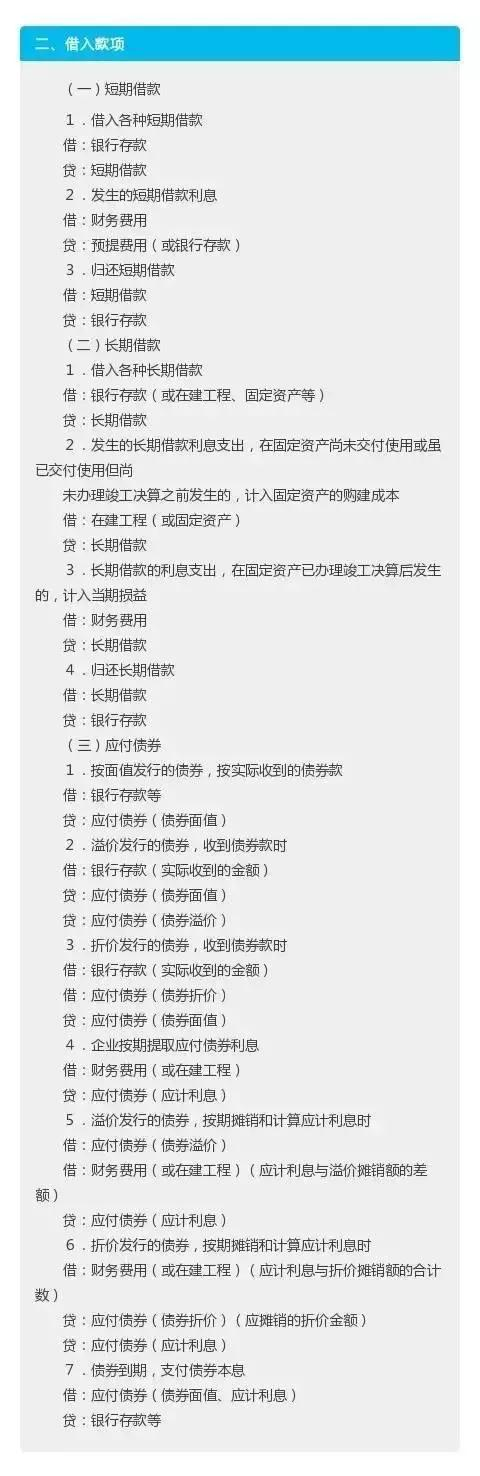 二、借入款项
（一）短期借款
１．借入各种短期借款
借：银行存款
贷：短期借款
２．发生的短期借款利息
借：财务费用
贷：预提费用（或银行存款）
３．归还短期借款
借：短期借款
贷：银行存款
（二）长期借款
１．借入各种长期借款
借：银行存款（或在建工程、固定资产等）
贷：长期借款
２．发生的长期借款利息支出，在固定资产尚未交付使用或虽
已交付使用但尚
未办理竣工决算之前发生的，计入固定资产的购建成本
借：在建工程（或固定资产）
贷：长期借款
３．长期借款的利息支出，在固定资产已办理竣工决算后发生
的，计入当期损益
借：财务费用
贷：长期借款
４．归还长期借款
借：长期借款
贷：银行存款
（三）应付债券
１．按面值发行的债券，按实际收到的债券款
借：银行存款等
贷：应付债券（债券面值）
２．溢价发行的债券，收到债券款时
借：银行存款（实际收到的金额）
贷：应付债券（债券面值）
贷：应付债券（债券溢价）
３．折价发行的债券，收到债券款时
借：银行存款（实际收到的金额）
借：应付债券（债券折价）
贷：应付债券（债券面值）
４．企业按期提取应付债券利息
借：财务费用（或在建工程）
贷：应付债券（应计利息）
５．溢价发行的债券，按期摊销和计算应计利息时
借：应付债券（债券溢价）
借：财务费用（或在建工程）（应计利息与溢价摊销额的差
额）
贷：应付债券（应计利息）
６．折价发行的债券，按期摊销和计算应计利息时
借：财务费用（或在建工程）（应计利息与折价摊销额的合计
数）
贷：应付债券（债券折价）（应摊销的折价金额）
贷：应付债券（应计利息）
７．债券到期，支付债券本息
借：应付债券（债券面值、应计利息）
贷：银行存款等